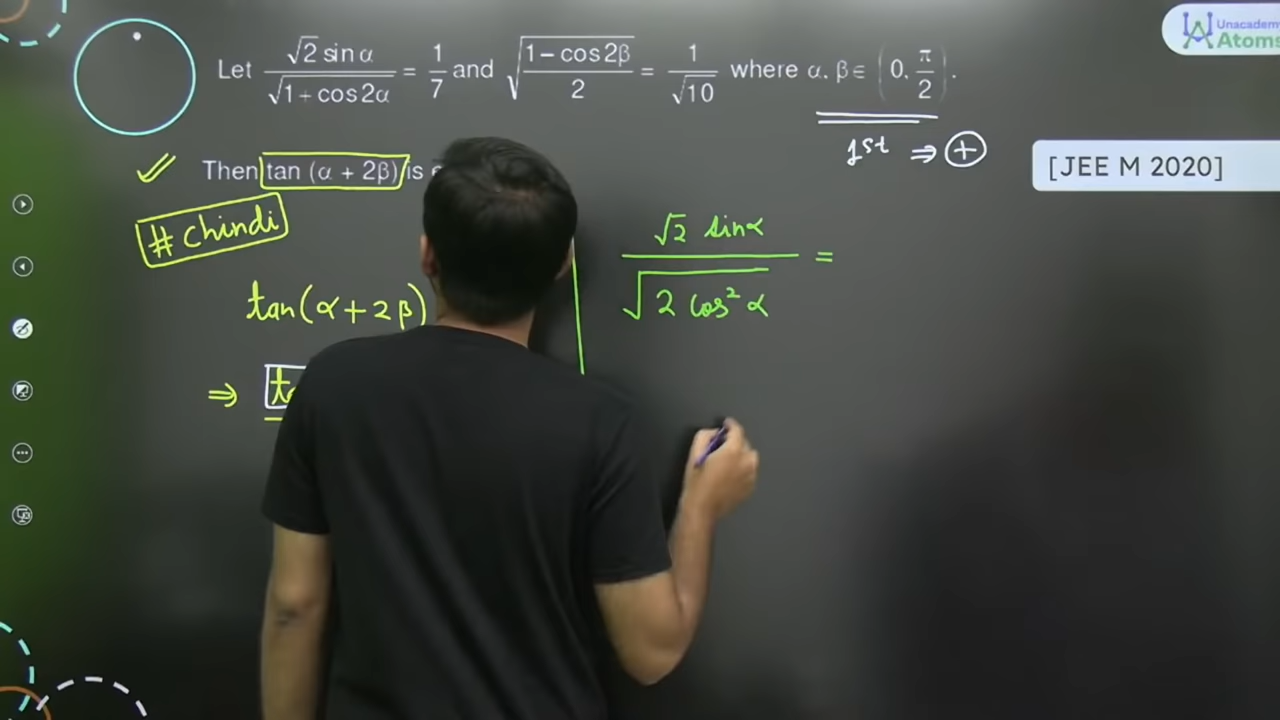 Unacademy
Atoms
Let √2 sin α / √(1 + cos 2α) = 1/7 and √((1 − cos 2β)/2) = 1/√10 where α, β ∈ (0, π/2).
1st ⇒ +
Then tan (α + 2β) is
[JEE M 2020]
# Chindi
√2 sin α / √(2 cos² α) =
tan(α + 2β)
⇒